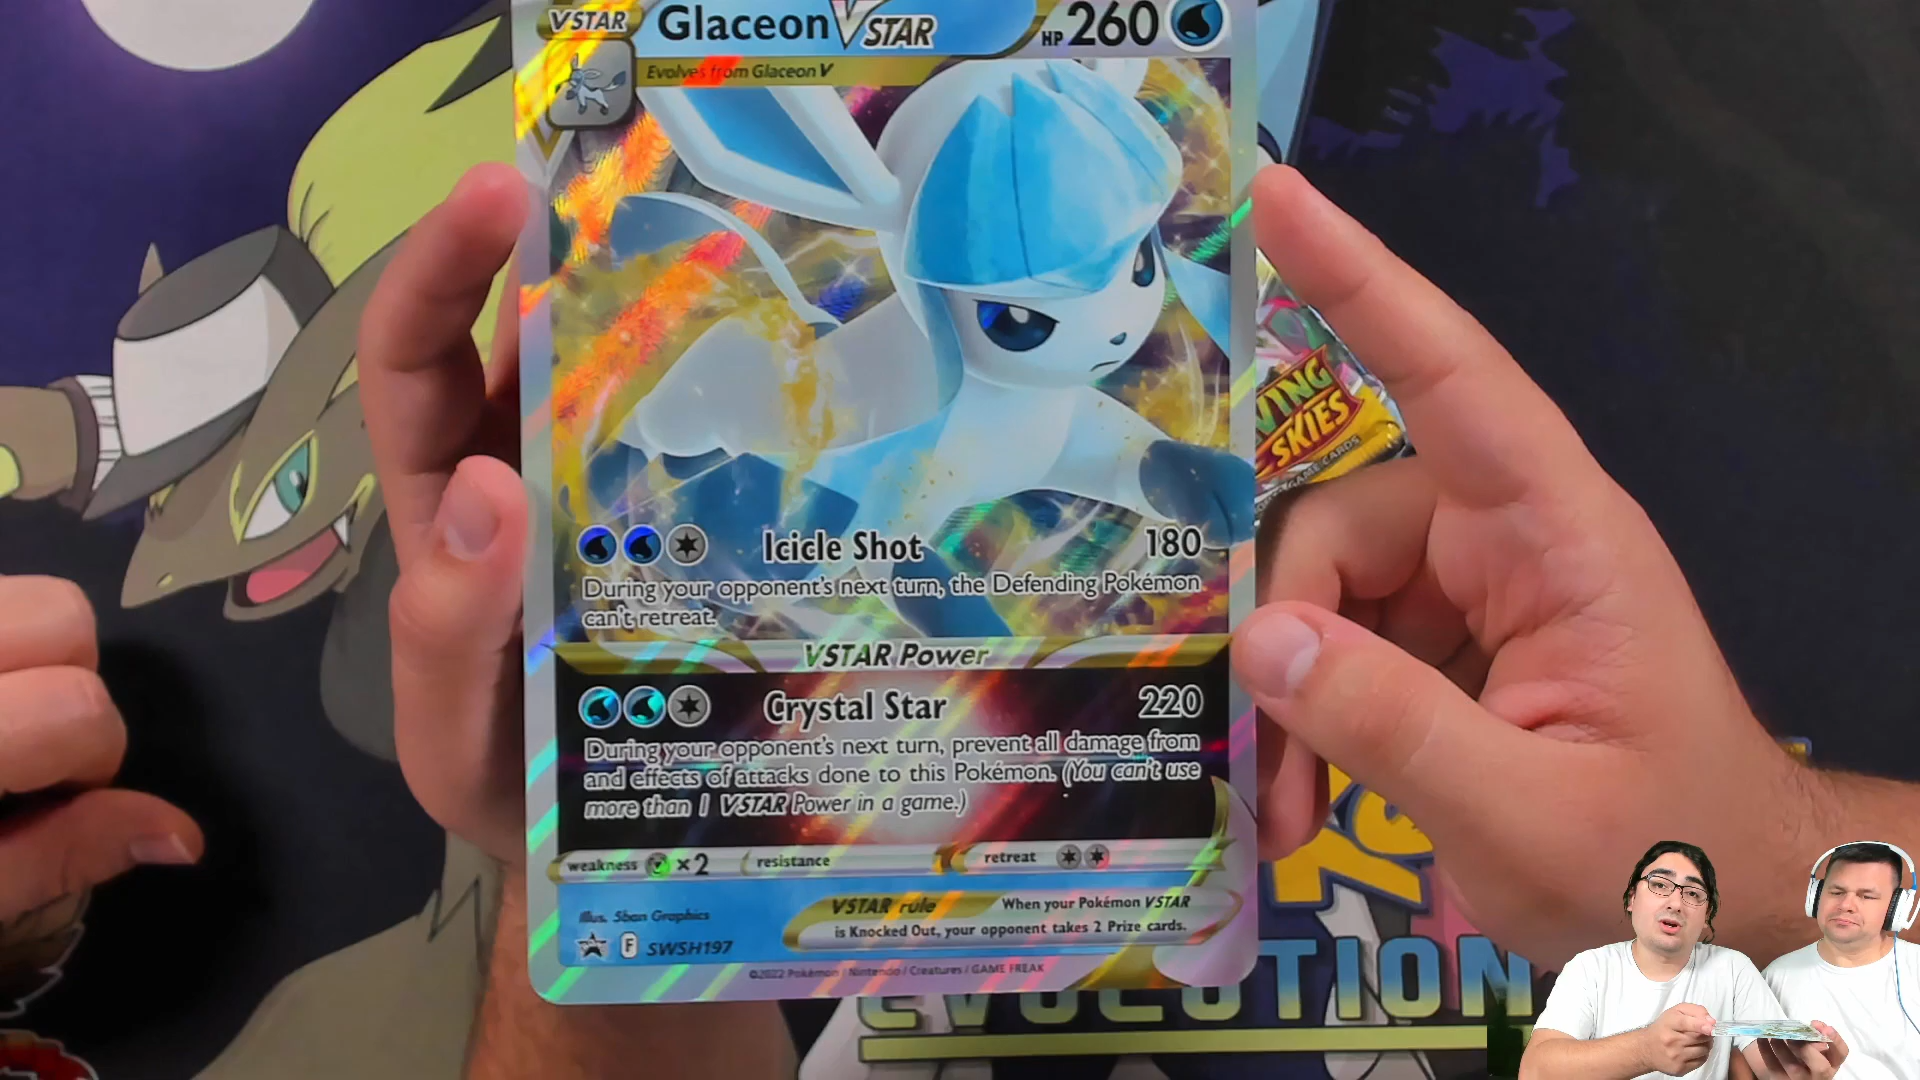 VSTAR
Glaceon VSTAR
HP 260
Evolves from Glaceon V
Icicle Shot 180
During your opponent's next turn, the Defending Pokémon
can't retreat.
VSTAR Power
Crystal Star 220
During your opponent's next turn, prevent all damage from
and effects of attacks done to this Pokémon. (You can't use
more than 1 VSTAR Power in a game.)
weakness ×2 resistance retreat
Illus. 5ban Graphics
VSTAR rule When your Pokémon VSTAR
is Knocked Out, your opponent takes 2 Prize cards.
F SWSH197
©2022 Pokémon / Nintendo / Creatures / GAME FREAK
VING
SKIES
GAME CARDS
EVOLUTION